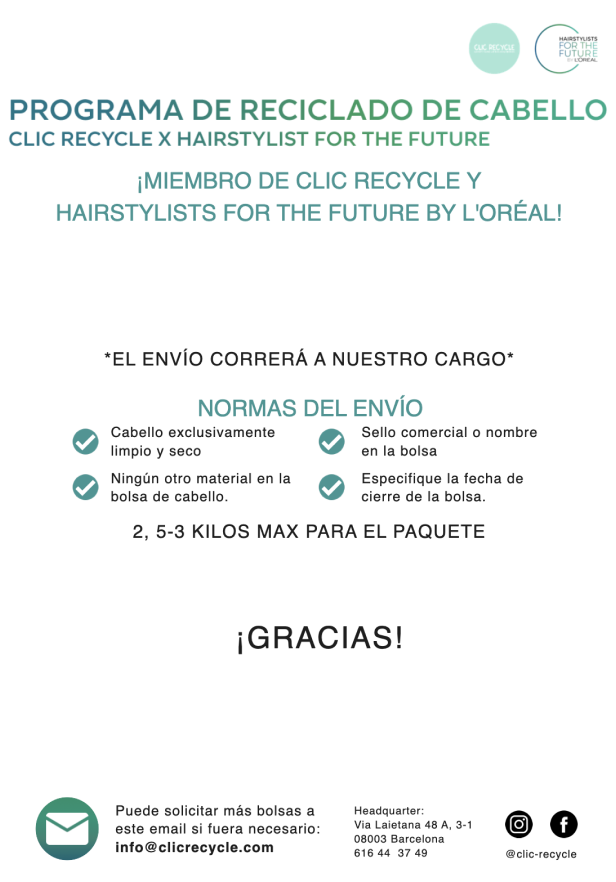 CLIC RECYCLE
HAIRSTYLISTS
FOR THE
FUTURE
BY L'ORÉAL
PROGRAMA DE RECICLADO DE CABELLO
CLIC RECYCLE X HAIRSTYLIST FOR THE FUTURE
¡MIEMBRO DE CLIC RECYCLE Y
HAIRSTYLISTS FOR THE FUTURE BY L'ORÉAL!
*EL ENVÍO CORRERÁ A NUESTRO CARGO*
NORMAS DEL ENVÍO
Cabello exclusivamente
limpio y seco
Sello comercial o nombre
en la bolsa
Ningún otro material en la
bolsa de cabello.
Especifique la fecha de
cierre de la bolsa.
2, 5-3 KILOS MAX PARA EL PAQUETE
¡GRACIAS!
Puede solicitar más bolsas a
este email si fuera necesario:
info@clicrecycle.com
Headquarter:
Via Laietana 48 A, 3-1
08003 Barcelona
616 44 37 49
@clic-recycle